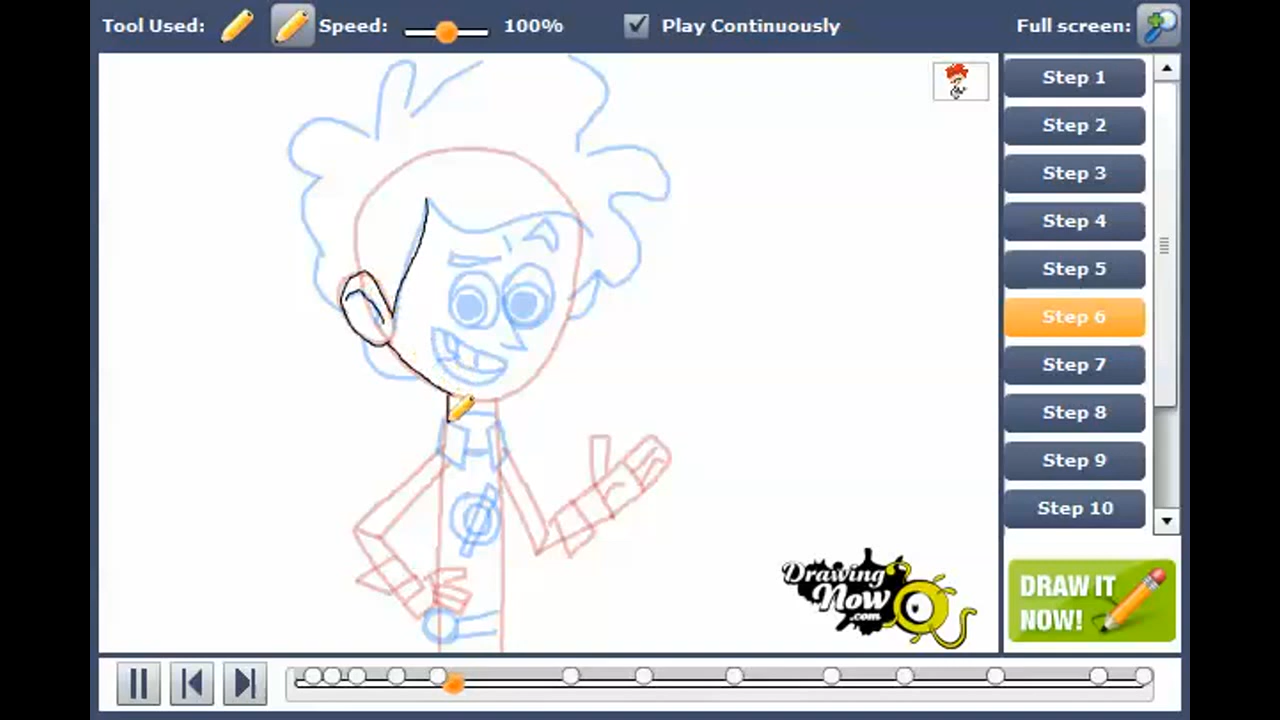 Tool Used: Speed: 100% Play Continuously Full screen:
Step 1
Step 2
Step 3
Step 4
Step 5
Step 6
Step 7
Step 8
Step 9
Step 10
Drawing
Now
.com
DRAW IT
NOW!